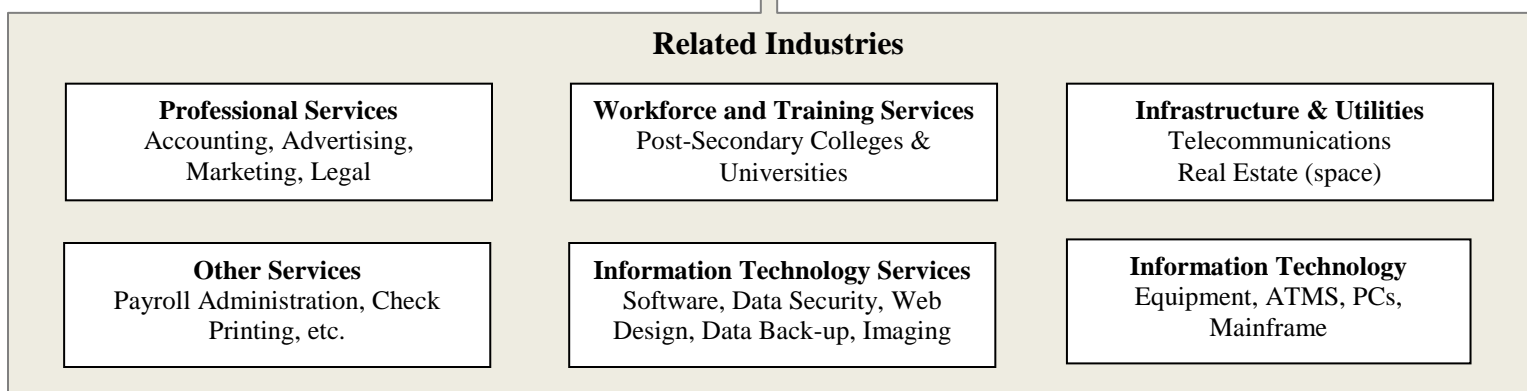 Related Industries
Professional Services
Accounting, Advertising,
Marketing, Legal
Workforce and Training Services
Post-Secondary Colleges &
Universities
Infrastructure & Utilities
Telecommunications
Real Estate (space)
Other Services
Payroll Administration, Check
Printing, etc.
Information Technology Services
Software, Data Security, Web
Design, Data Back-up, Imaging
Information Technology
Equipment, ATMS, PCs,
Mainframe